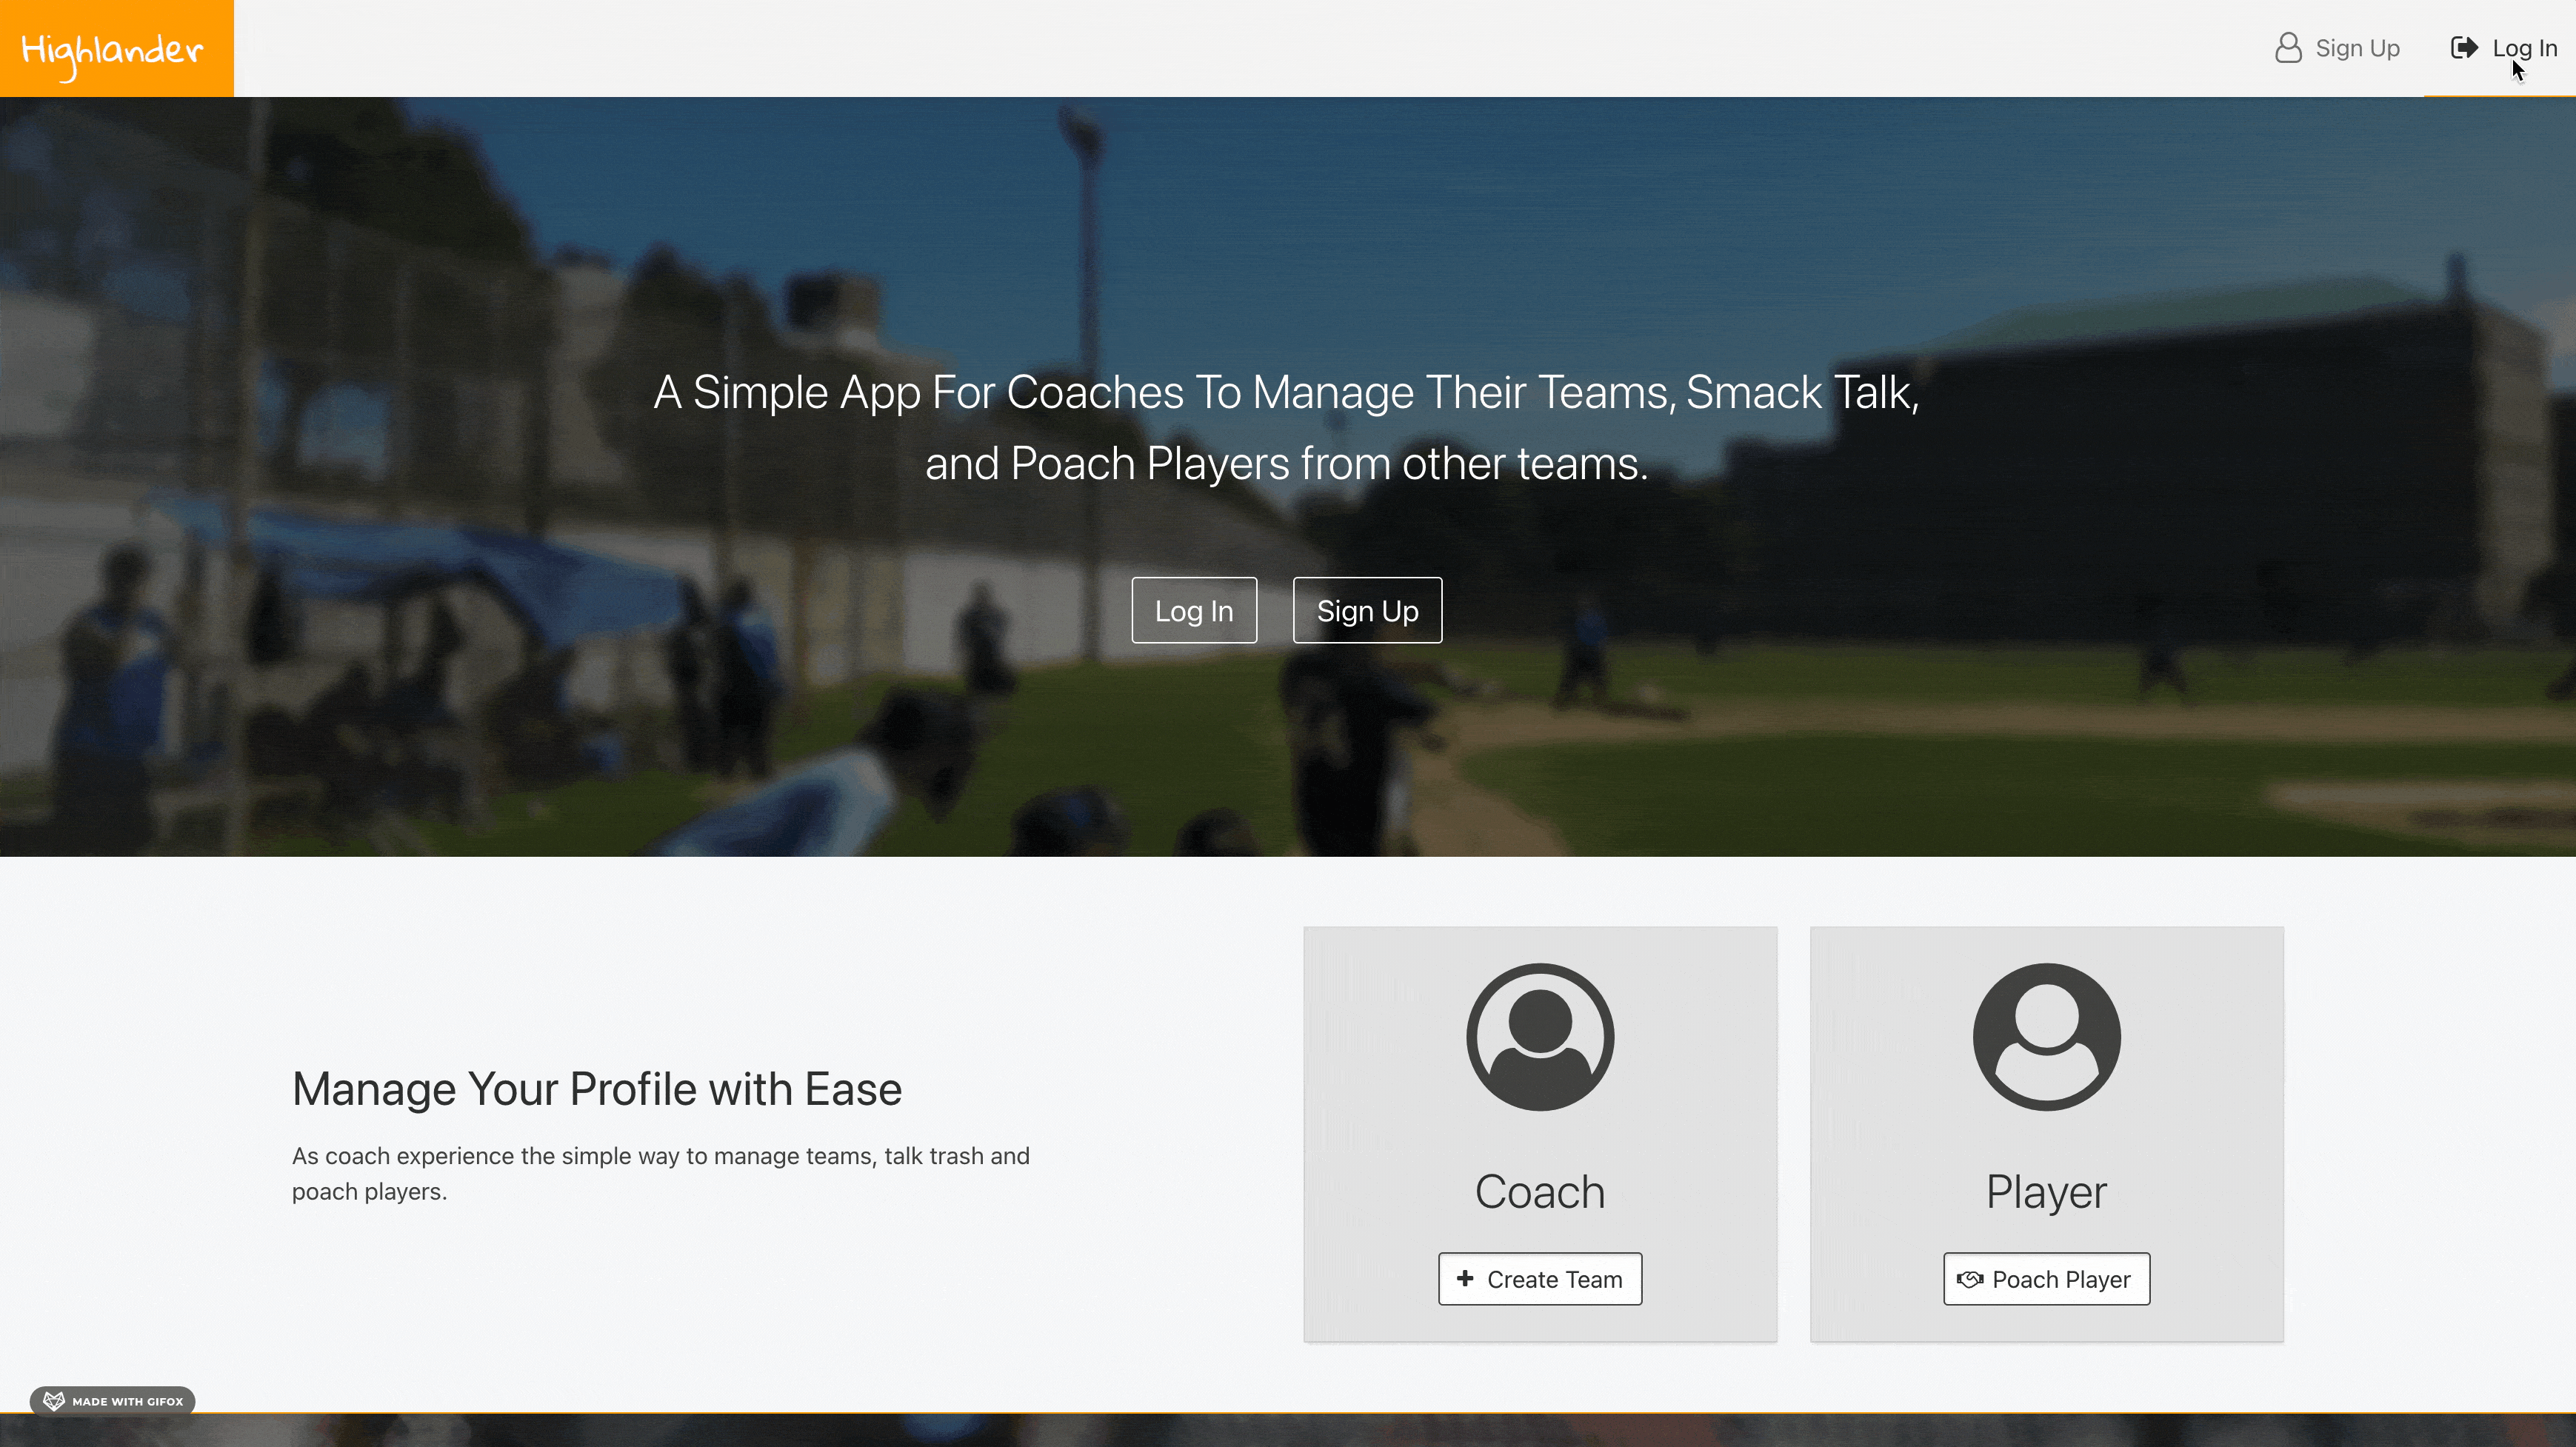 Highlander
Sign Up
Log In
A Simple App For Coaches To Manage Their Teams, Smack Talk,
and Poach Players from other teams.
Log In
Sign Up
Manage Your Profile with Ease
As coach experience the simple way to manage teams, talk trash and
poach players.
Coach
Create Team
Player
Poach Player
MADE WITH GIFOX